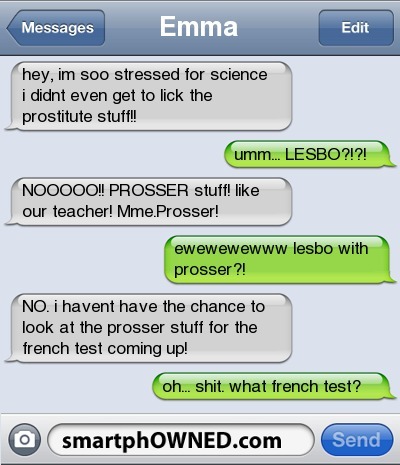 Messages
Emma
Edit
hey, im soo stressed for science
i didnt even get to lick the
prostitute stuff!!
umm... LESBO?!?!
NOOOOO!! PROSSER stuff! like
our teacher! Mme.Prosser!
ewewewewww lesbo with
prosser?!
NO. i havent have the chance to
look at the prosser stuff for the
french test coming up!
oh... shit. what french test?
smartphOWNED.com
Send